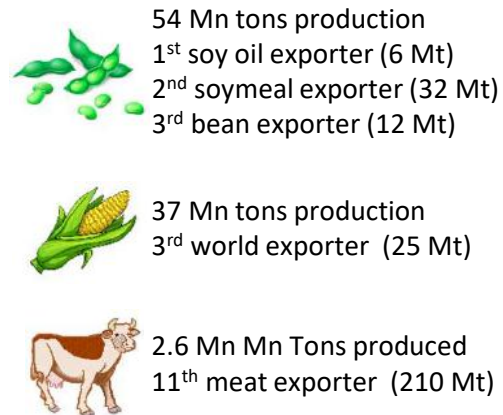 54 Mn tons production
1st soy oil exporter (6 Mt)
2nd soymeal exporter (32 Mt)
3rd bean exporter (12 Mt)
37 Mn tons production
3rd world exporter (25 Mt)
2.6 Mn Mn Tons produced
11th meat exporter (210 Mt)